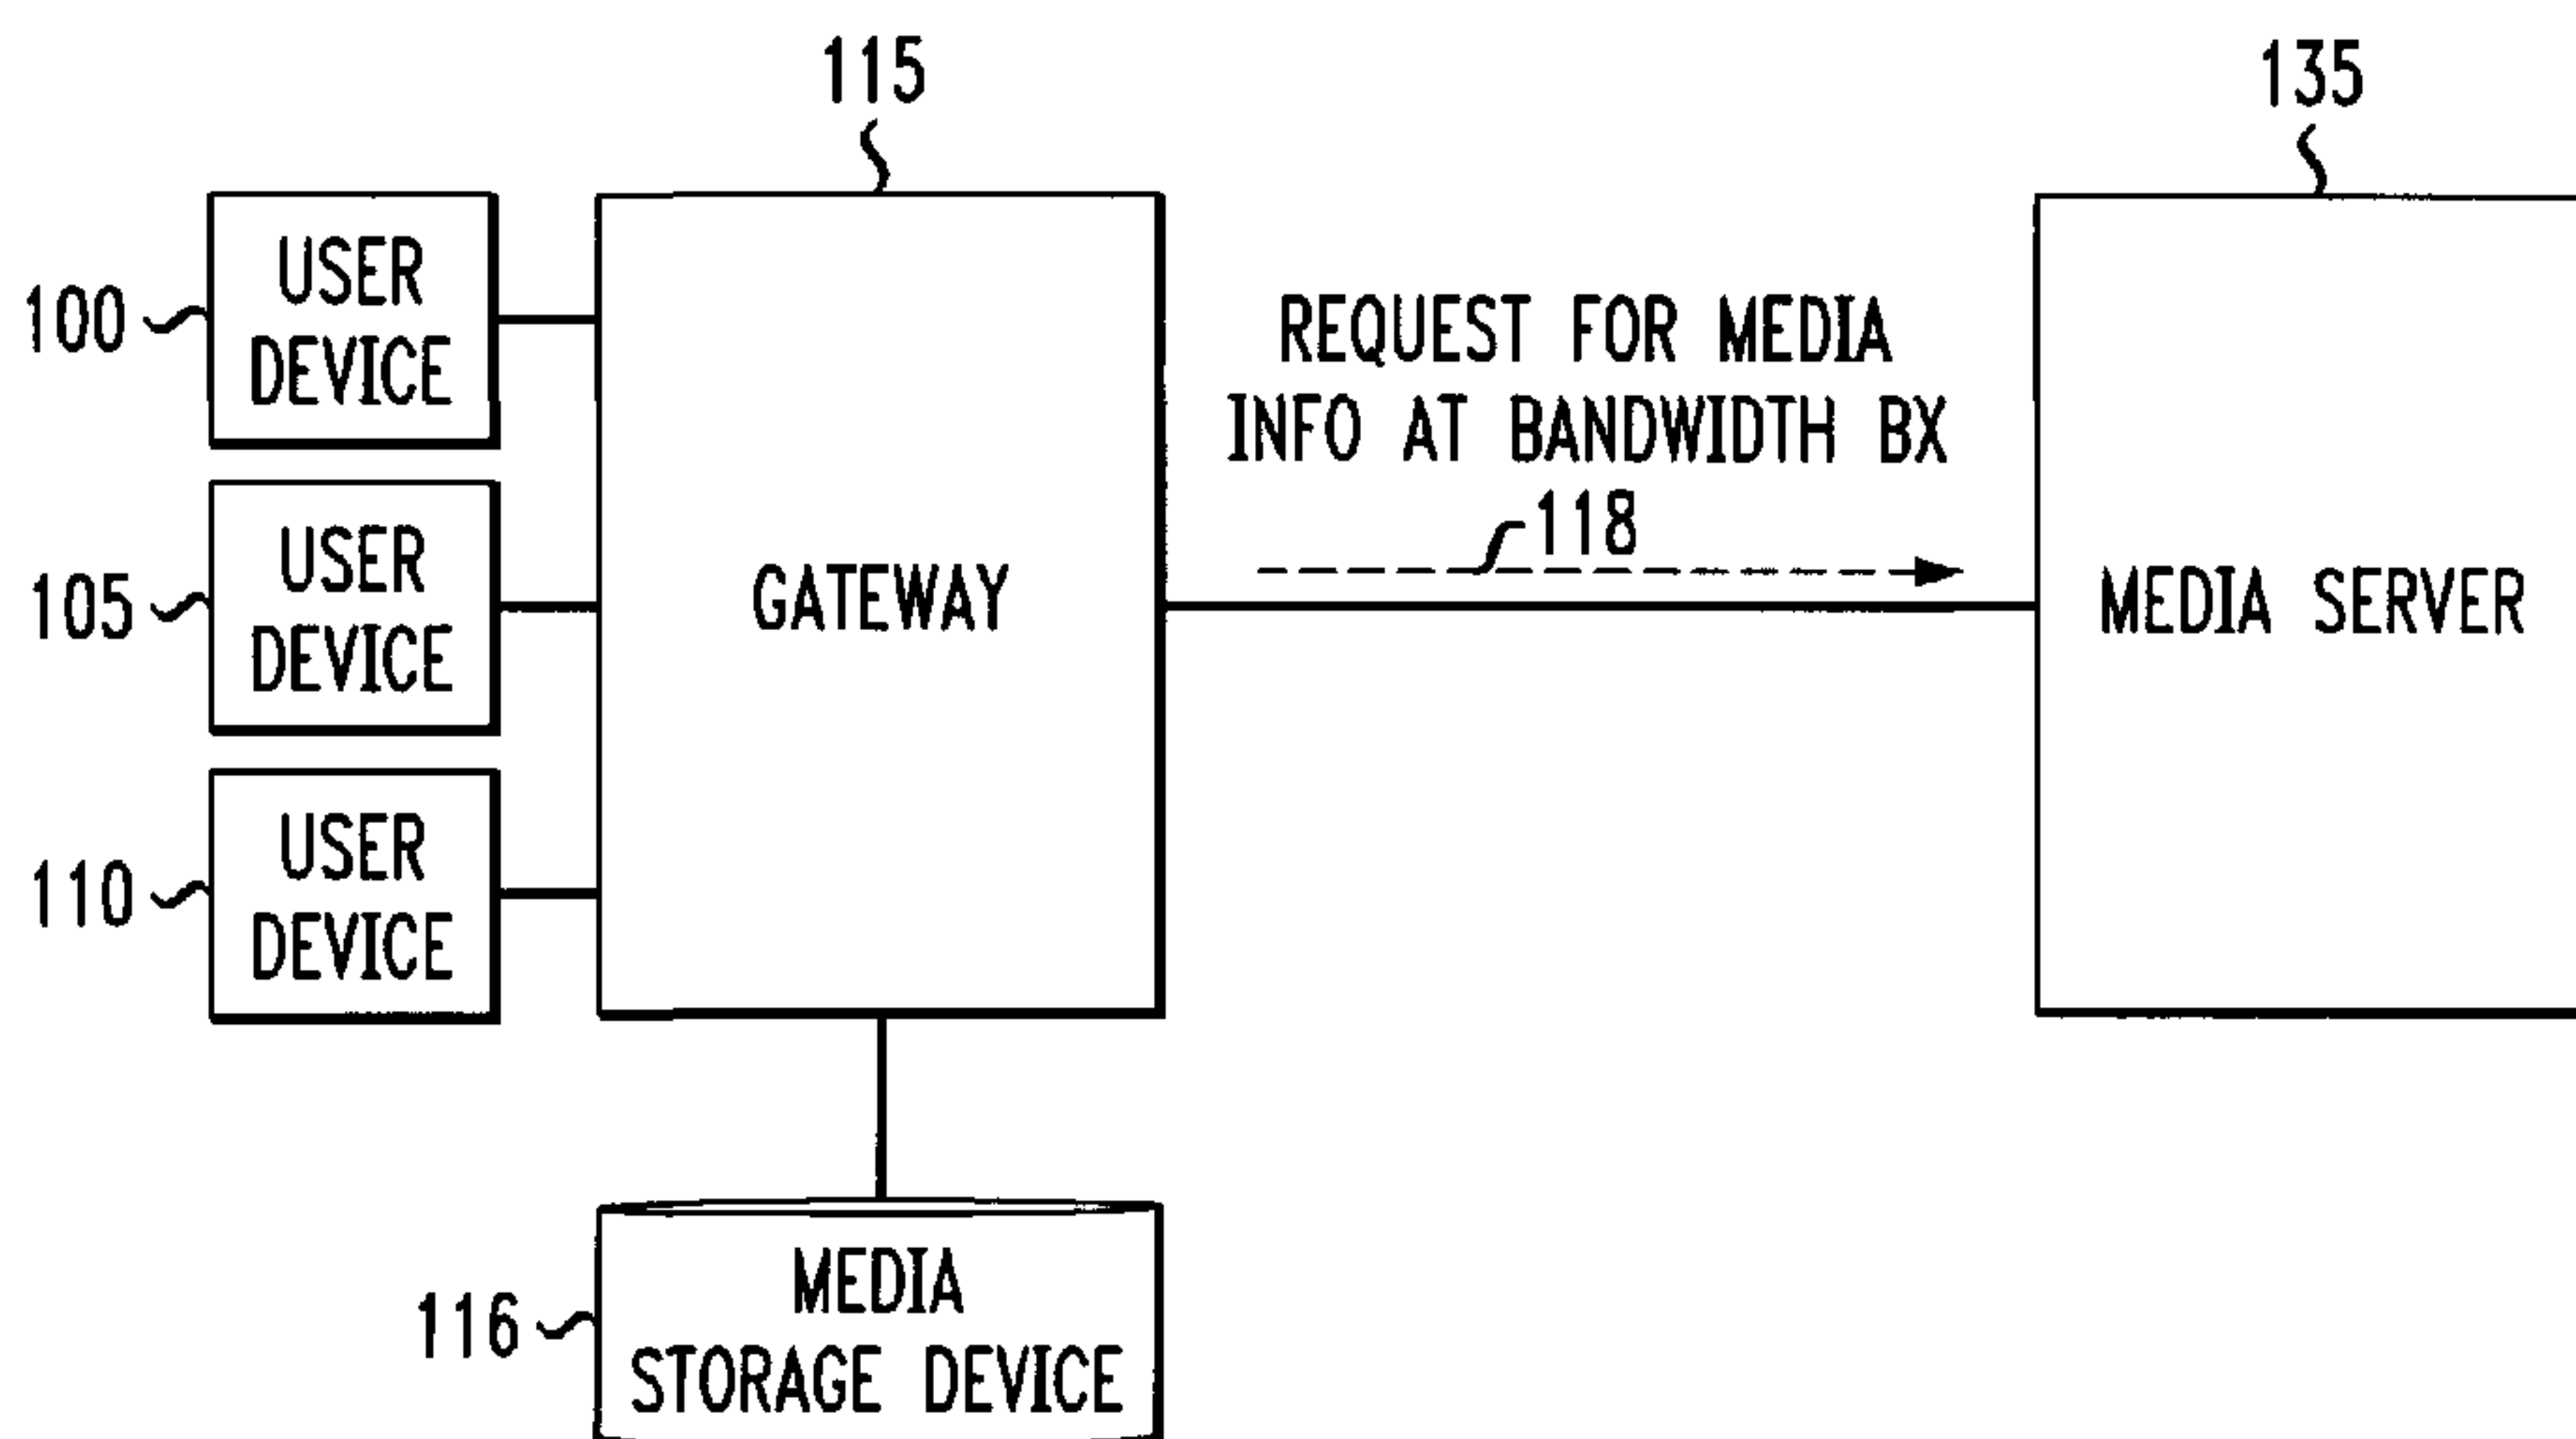 115
135
100
USER
DEVICE
REQUEST FOR MEDIA
INFO AT BANDWIDTH BX
118
105
USER
DEVICE
GATEWAY
MEDIA SERVER
110
USER
DEVICE
116
MEDIA
STORAGE DEVICE